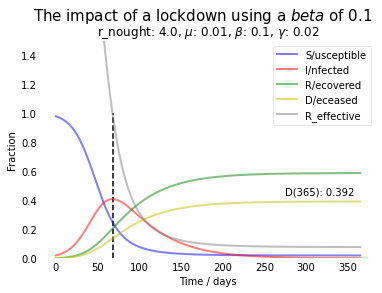 The impact of a lockdown using a beta of 0.1
r_nought: 4.0, μ: 0.01, β: 0.1, γ: 0.02
S/usceptible
I/nfected
R/ecovered
D/eceased
R_effective
1.4
1.2
1.0
0.8
0.6
0.4
0.2
0.0
Fraction
D(365): 0.392
0 50 100 150 200 250 300 350
Time / days